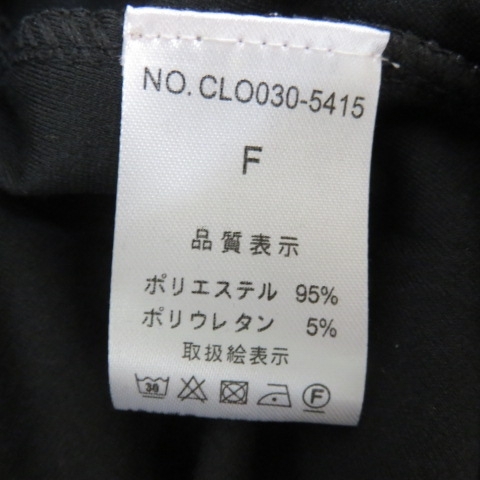 NO. CLO030-5415
F
品質表示
ポリエステル 95%
ポリウレタン 5%
取扱絵表示
30 F